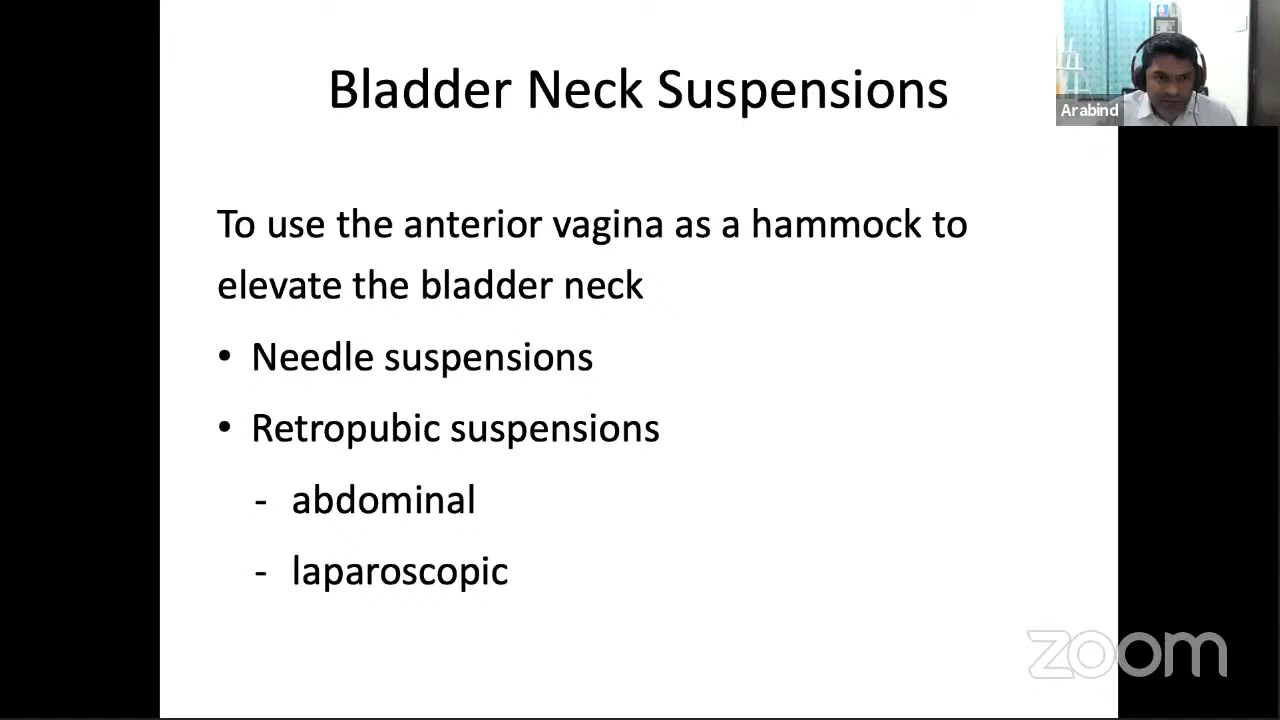 Bladder Neck Suspensions
Arabind
To use the anterior vagina as a hammock to
elevate the bladder neck
• Needle suspensions
• Retropubic suspensions
- abdominal
- laparoscopic
zoom